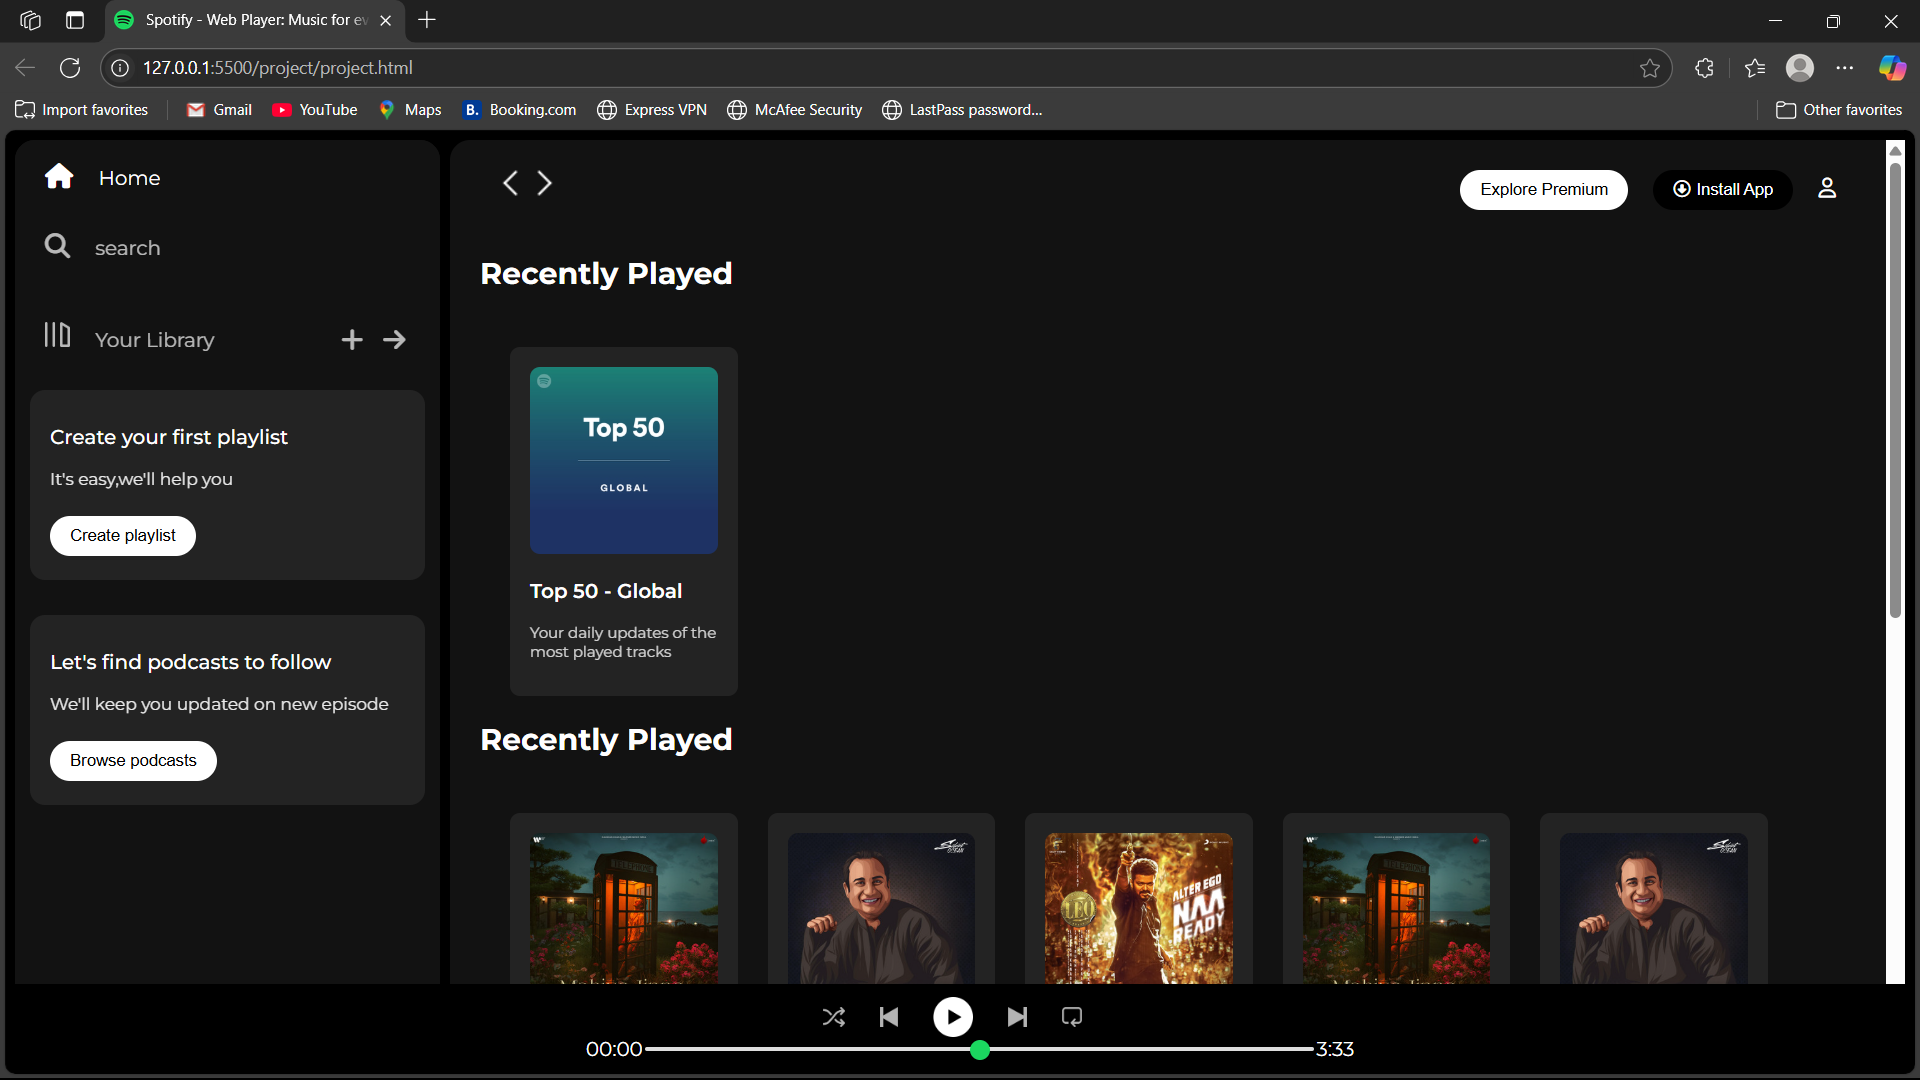 Spotify - Web Player: Music for ev
127.0.0.1:5500/project/project.html
Import favorites
Gmail
YouTube
Maps
B.
Booking.com
Express VPN
McAfee Security
LastPass password...
Other favorites
Home
search
Your Library
Create your first playlist
It's easy,we'll help you
Create playlist
Let's find podcasts to follow
We'll keep you updated on new episode
Browse podcasts
Explore Premium
Install App
Recently Played
Top 50
GLOBAL
Top 50 - Global
Your daily updates of the
most played tracks
Recently Played
TELEPHONE
LEO
ALTER EGO
NAA
READY
00:00
3:33